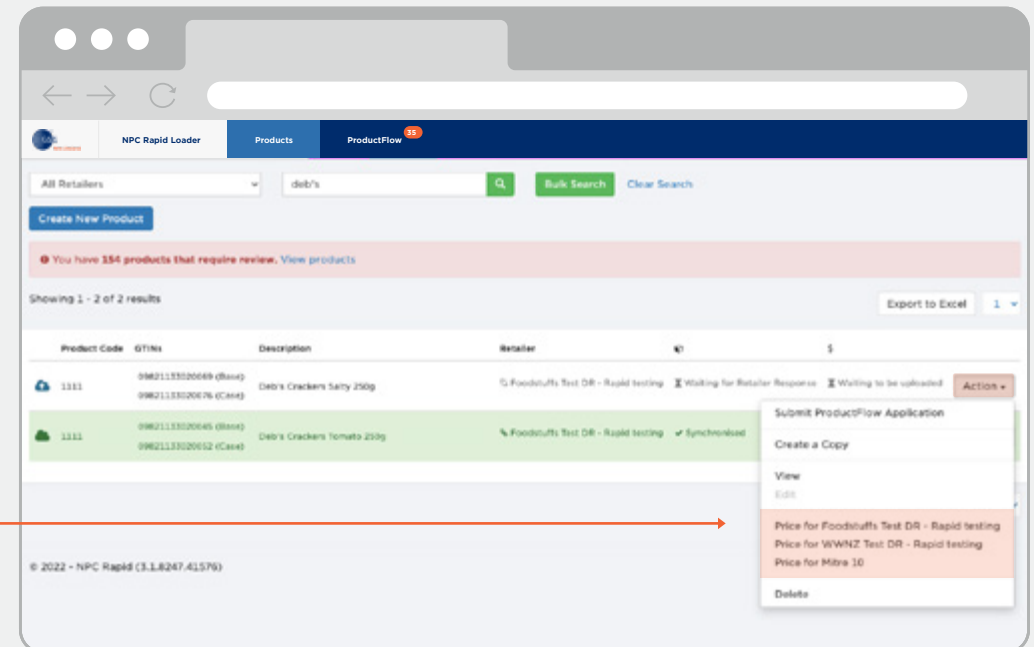 NPC Rapid Loader Products ProductFlow 35
All Retailers deb's Bulk Search Clear Search
Create New Product
You have 154 products that require review. View products
Showing 1 - 2 of 2 results
Export to Excel 1
Product Code GTINs Description Retailer $
1111 09821133020069 (Base) Deb's Crackers Salty 250g Foodstuffs Test DR - Rapid testing Waiting for Retailer Response Waiting to be uploaded Action
09821133020076 (Case)
1111 09821133020045 (Base) Deb's Crackers Tomato 250g Foodstuffs Test DR - Rapid testing Synchronised
09821133020052 (Case)
Submit ProductFlow Application
Create a Copy
View
Edit
Price for Foodstuffs Test DR - Rapid testing
Price for WWNZ Test DR - Rapid testing
Price for Mitre 10
Delete
© 2022 - NPC Rapid (3.1.8247.41576)